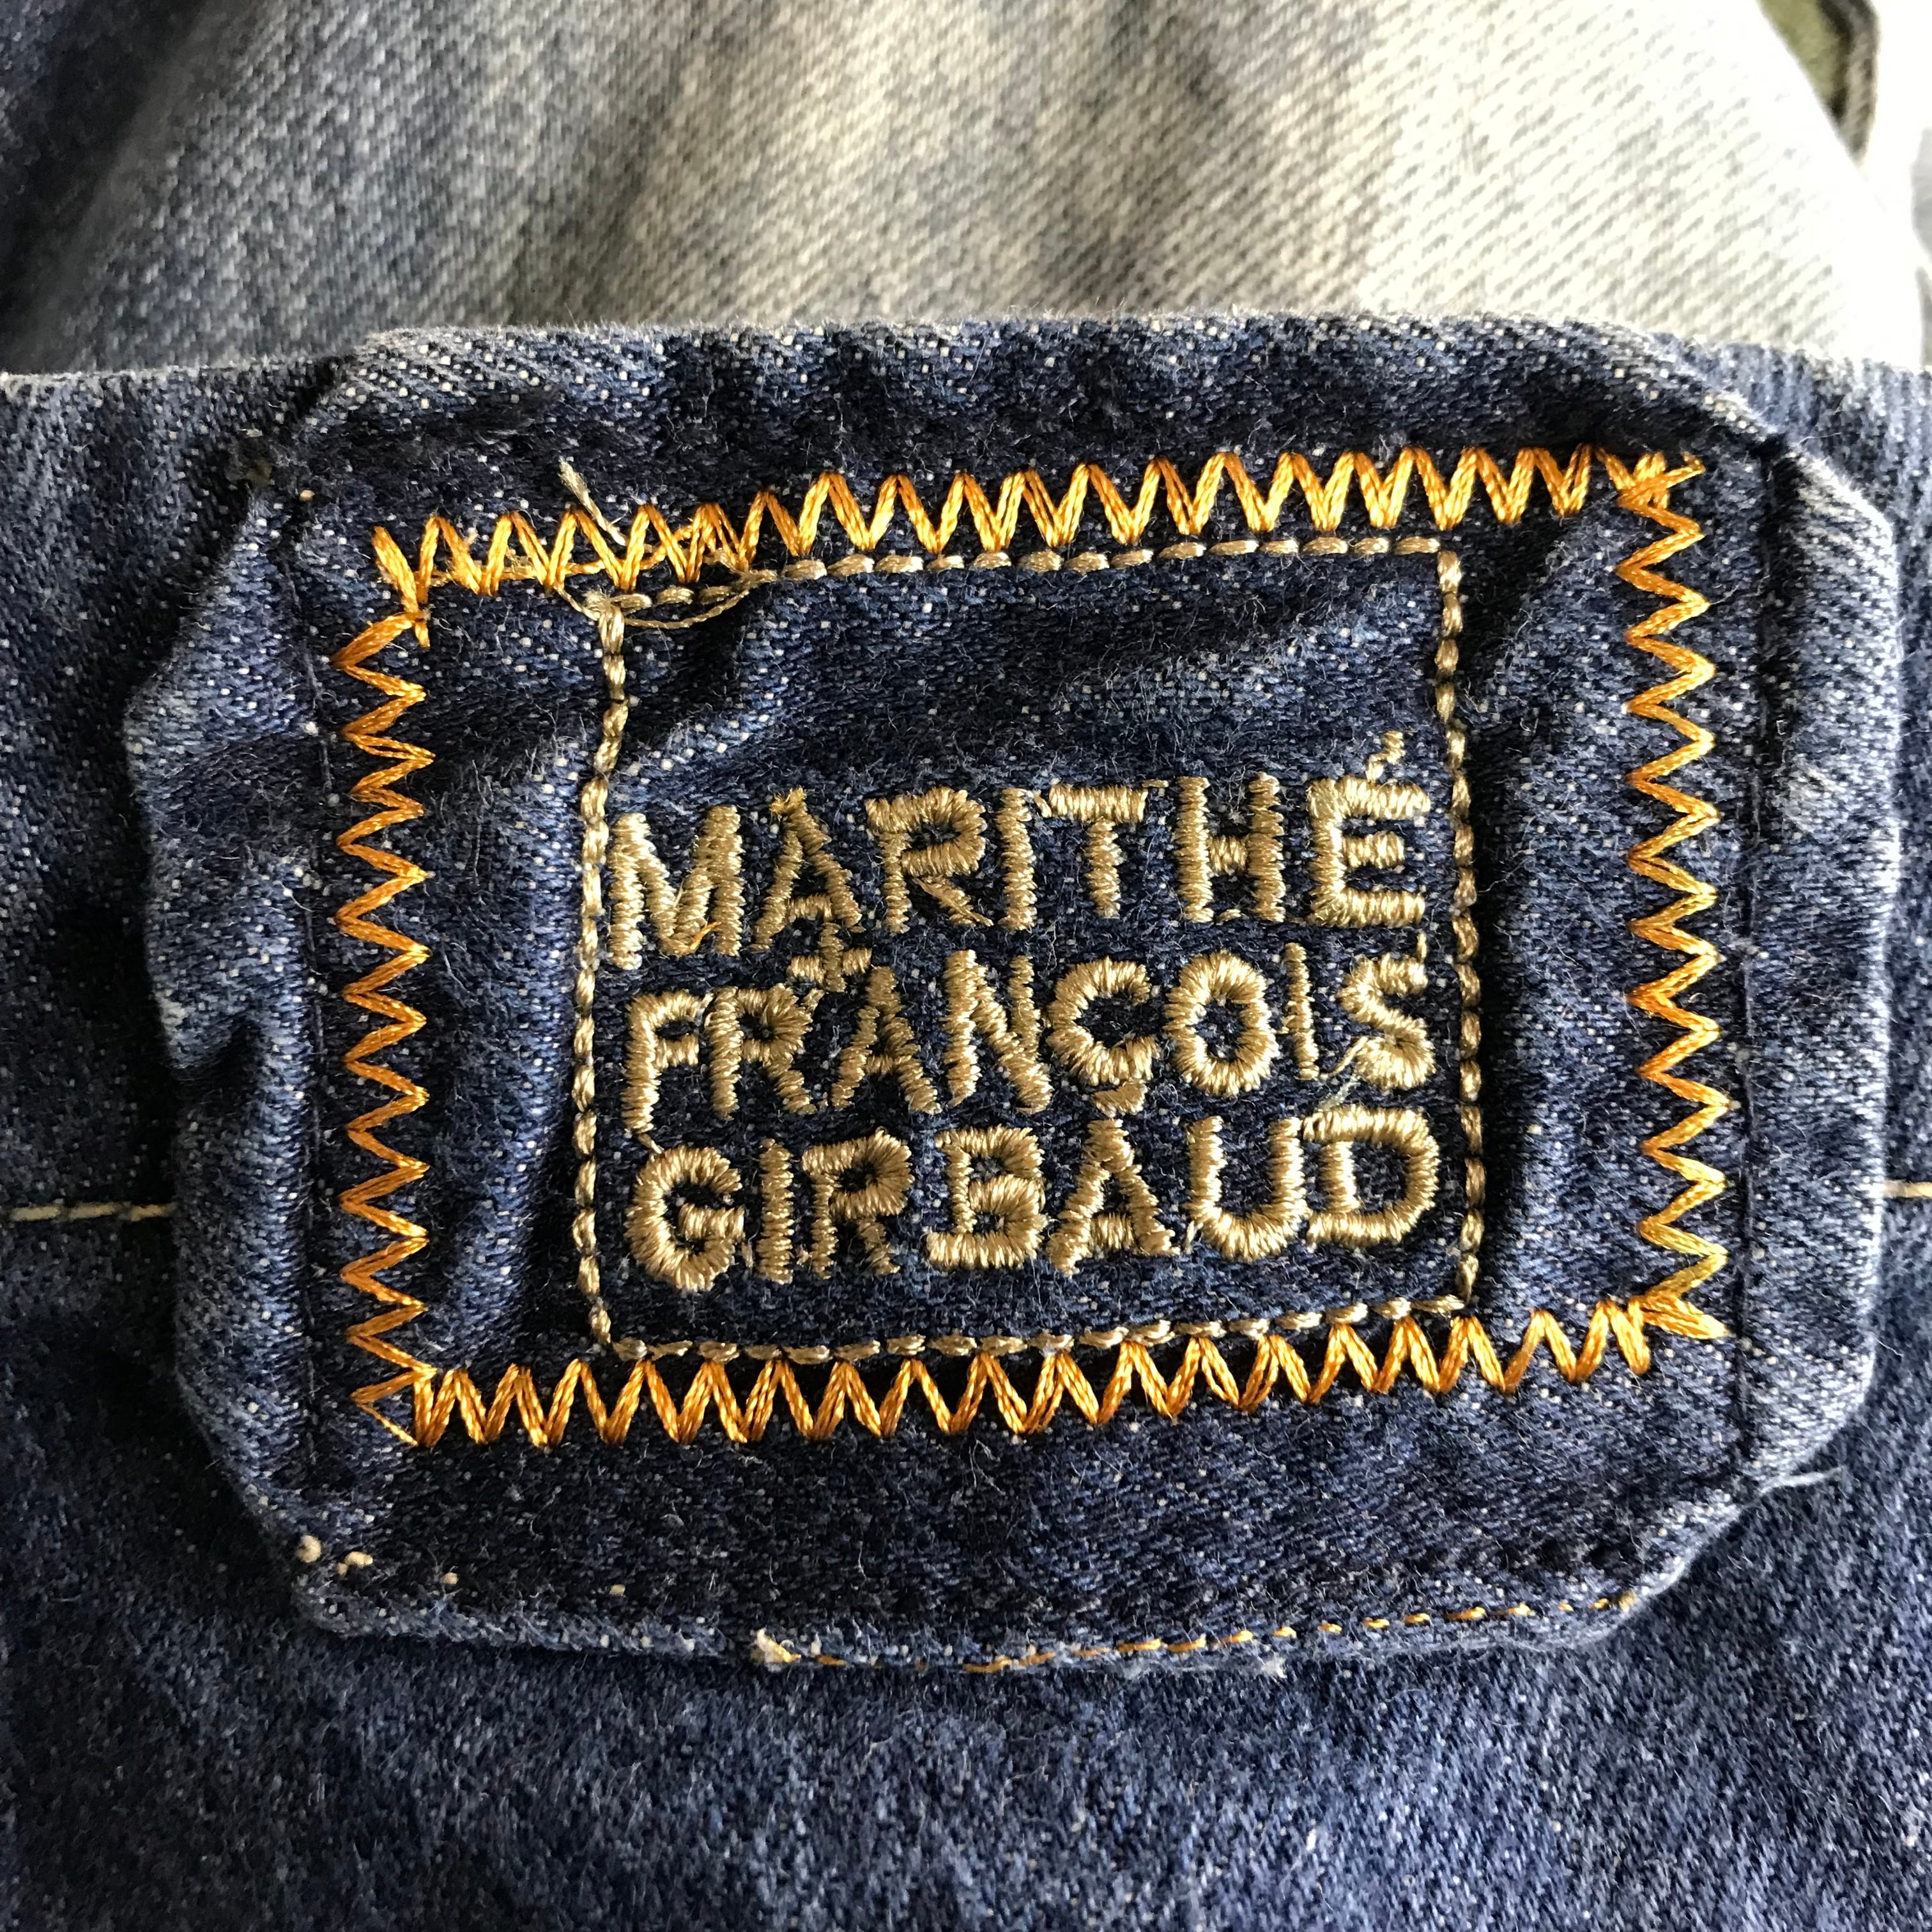 MARITHÉ
+
FRANÇOIS
GIRBAUD